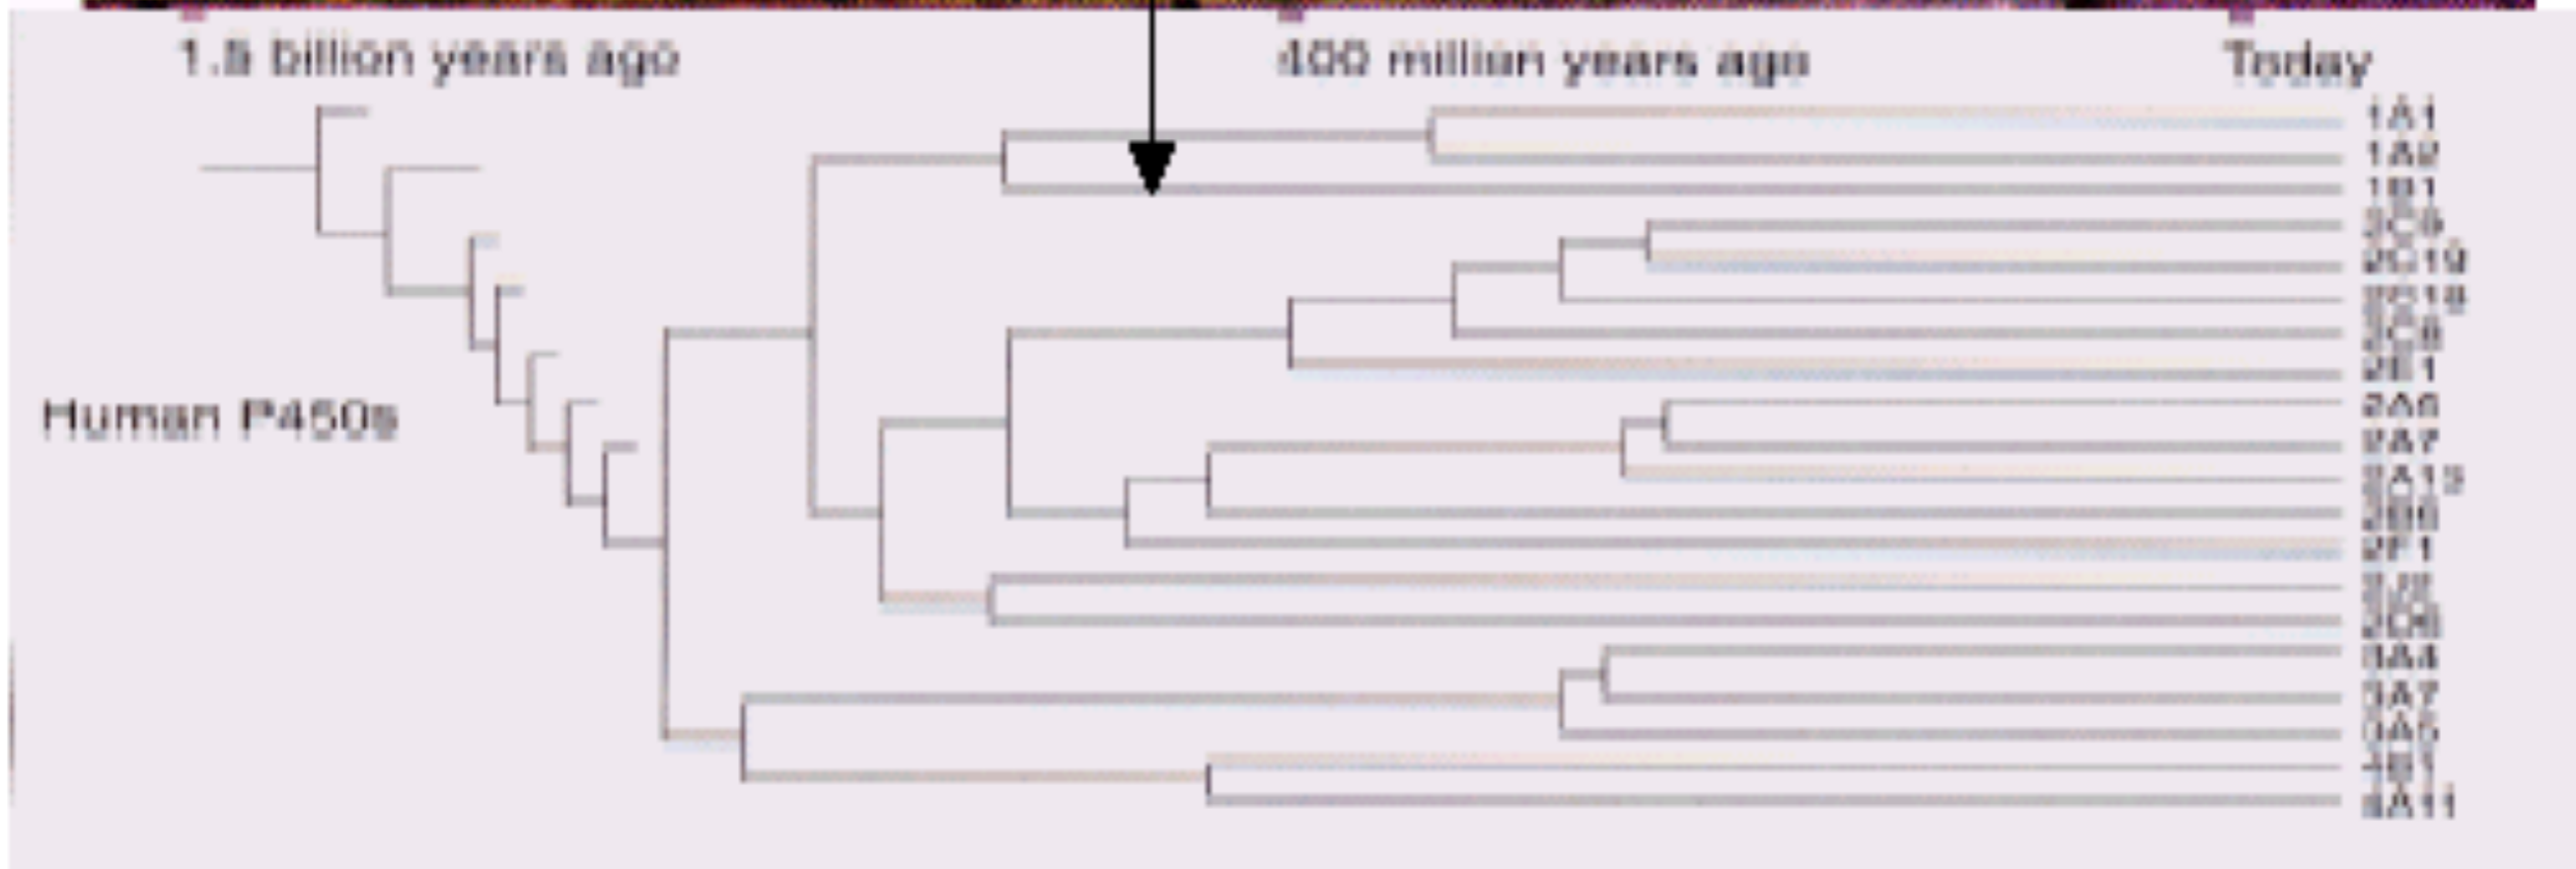 1.5 billion years ago 400 million years ago Today
1A1
1A2
1B1
2C9
2C19
2C18
2C8
2E1
2A6
Human P450s
2A7
2A13
2B6
2F1
2D6
3A4
3A7
3A5
4B1
4A11